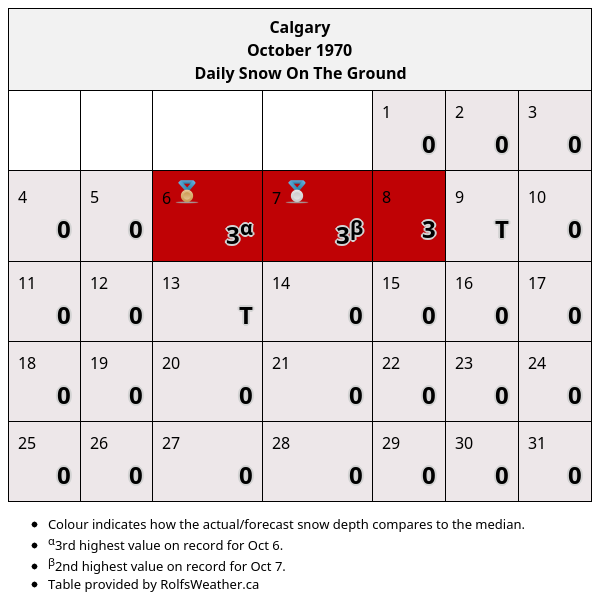 Calgary
October 1970
Daily Snow On The Ground
1 2 3
0 0 0
4 5 6 7 8 9 10
0 0 3α 3β 3 T 0
11 12 13 14 15 16 17
0 0 T 0 0 0 0
18 19 20 21 22 23 24
0 0 0 0 0 0 0
25 26 27 28 29 30 31
0 0 0 0 0 0 0
• Colour indicates how the actual/forecast snow depth compares to the median.
• α3rd highest value on record for Oct 6.
• β2nd highest value on record for Oct 7.
• Table provided by RolfsWeather.ca